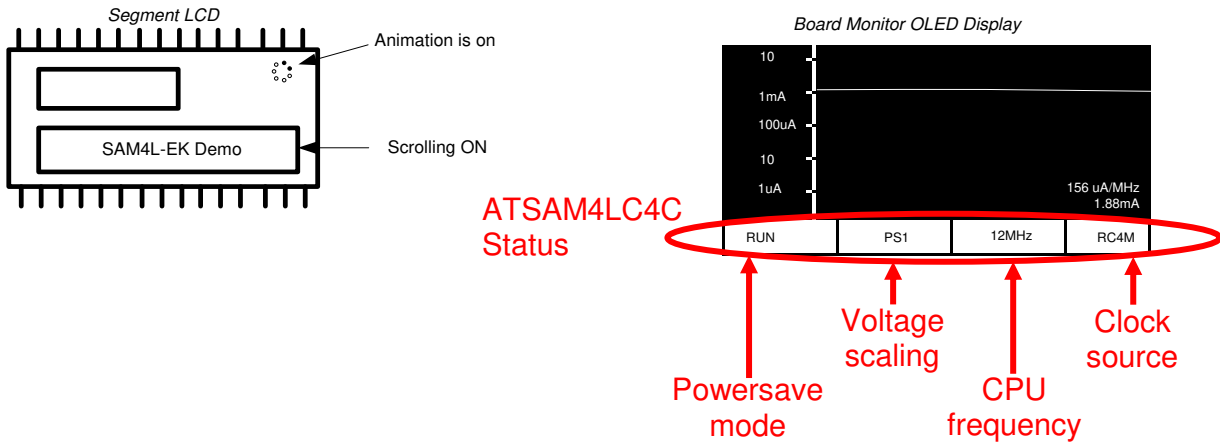 Segment LCD
Animation is on
SAM4L-EK Demo
Scrolling ON
Board Monitor OLED Display
10
1mA
100uA
10
1uA
156 uA/MHz
1.88mA
ATSAM4LC4C
Status
RUN
PS1
12MHz
RC4M
Voltage
scaling
Clock
source
Powersave
mode
CPU
frequency